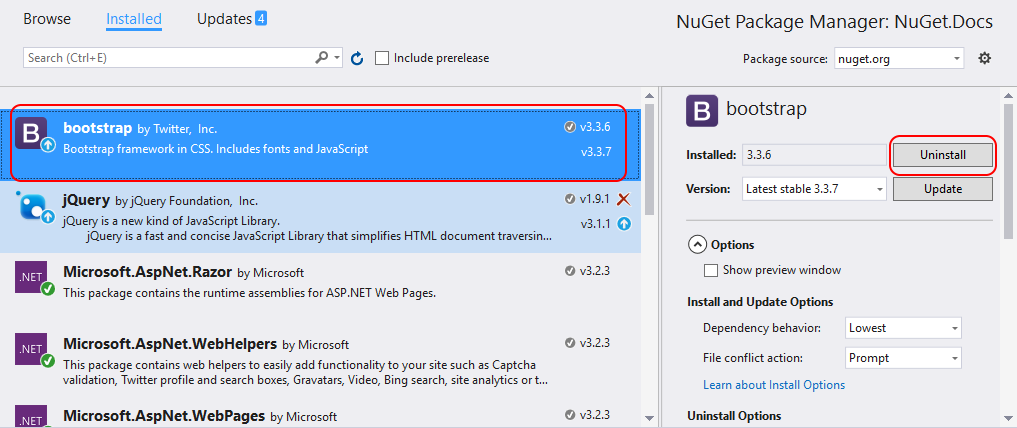 Browse Installed Updates 4
NuGet Package Manager: NuGet.Docs
Search (Ctrl+E)
Include prerelease
Package source: nuget.org
B
bootstrap by Twitter, Inc. v3.3.6
Bootstrap framework in CSS. Includes fonts and JavaScript v3.3.7
jQuery by jQuery Foundation, Inc. v1.9.1
jQuery is a new kind of JavaScript Library. v3.1.1
jQuery is a fast and concise JavaScript Library that simplifies HTML document traversin...
.NET
Microsoft.AspNet.Razor by Microsoft v3.2.3
This package contains the runtime assemblies for ASP.NET Web Pages.
.NET
Microsoft.AspNet.WebHelpers by Microsoft v3.2.3
This package contains web helpers to easily add functionality to your site such as Captcha
validation, Twitter profile and search boxes, Gravatars, Video, Bing search, site analytics or t...
.NET
Microsoft.AspNet.WebPages by Microsoft v3.2.3
B bootstrap
Installed: 3.3.6 Uninstall
Version: Latest stable 3.3.7 Update
Options
Show preview window
Install and Update Options
Dependency behavior: Lowest
File conflict action: Prompt
Learn about Install Options
Uninstall Options